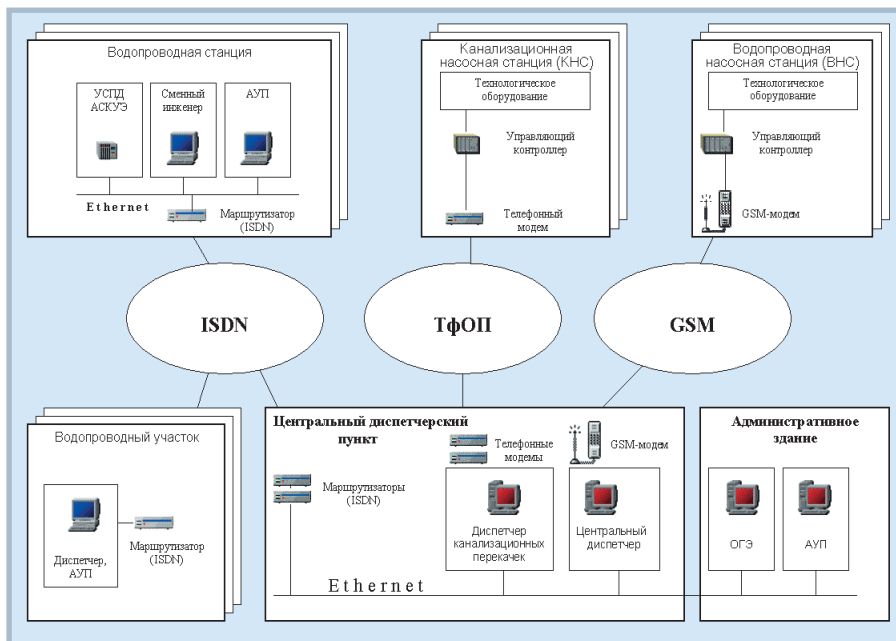 Водопроводная станция
УСПД
АСКУЭ
Сменный
инженер
АУП
Ethernet
Маршрутизатор
(ISDN)
Канализационная
насосная станция (КНС)
Технологическое
оборудование
Управляющий
контроллер
Телефонный
модем
Водопроводная
насосная станция (ВНС)
Технологическое
оборудование
Управляющий
контроллер
GSM-модем
ISDN
ТфОП
GSM
Водопроводный участок
Диспетчер,
АУП
Маршрутизатор
(ISDN)
Центральный диспетчерский
пункт
Маршрутизаторы
(ISDN)
Телефонные
модемы
GSM-модем
Диспетчер
канализационных
перекачек
Центральный
диспетчер
Ethernet
Административное
здание
ОГЭ
АУП